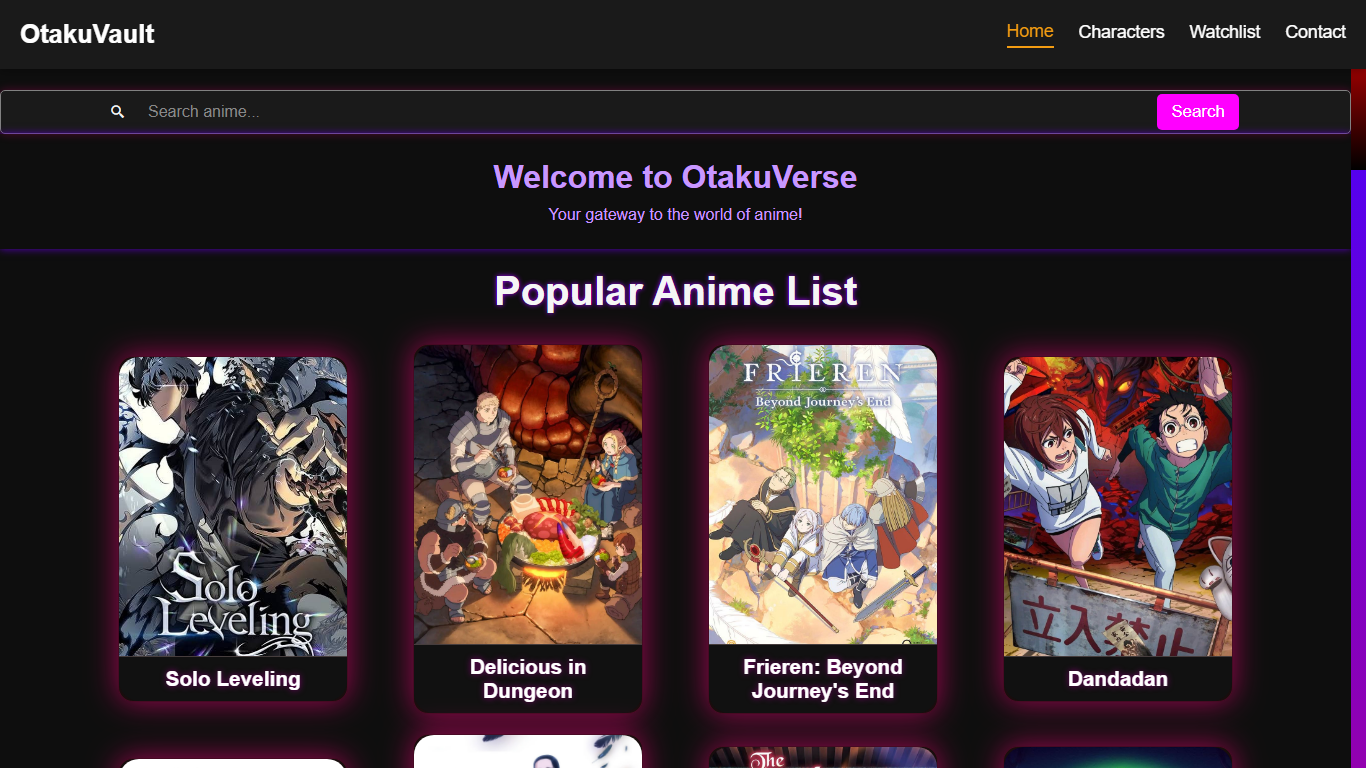 OtakuVault
Home Characters Watchlist Contact
Search anime...
Search
Welcome to OtakuVerse
Your gateway to the world of anime!
Popular Anime List
Solo
Leveling
FRIEREN
Beyond Journey's End
立入禁止
Solo Leveling
Delicious in
Dungeon
Frieren: Beyond
Journey's End
Dandadan
The